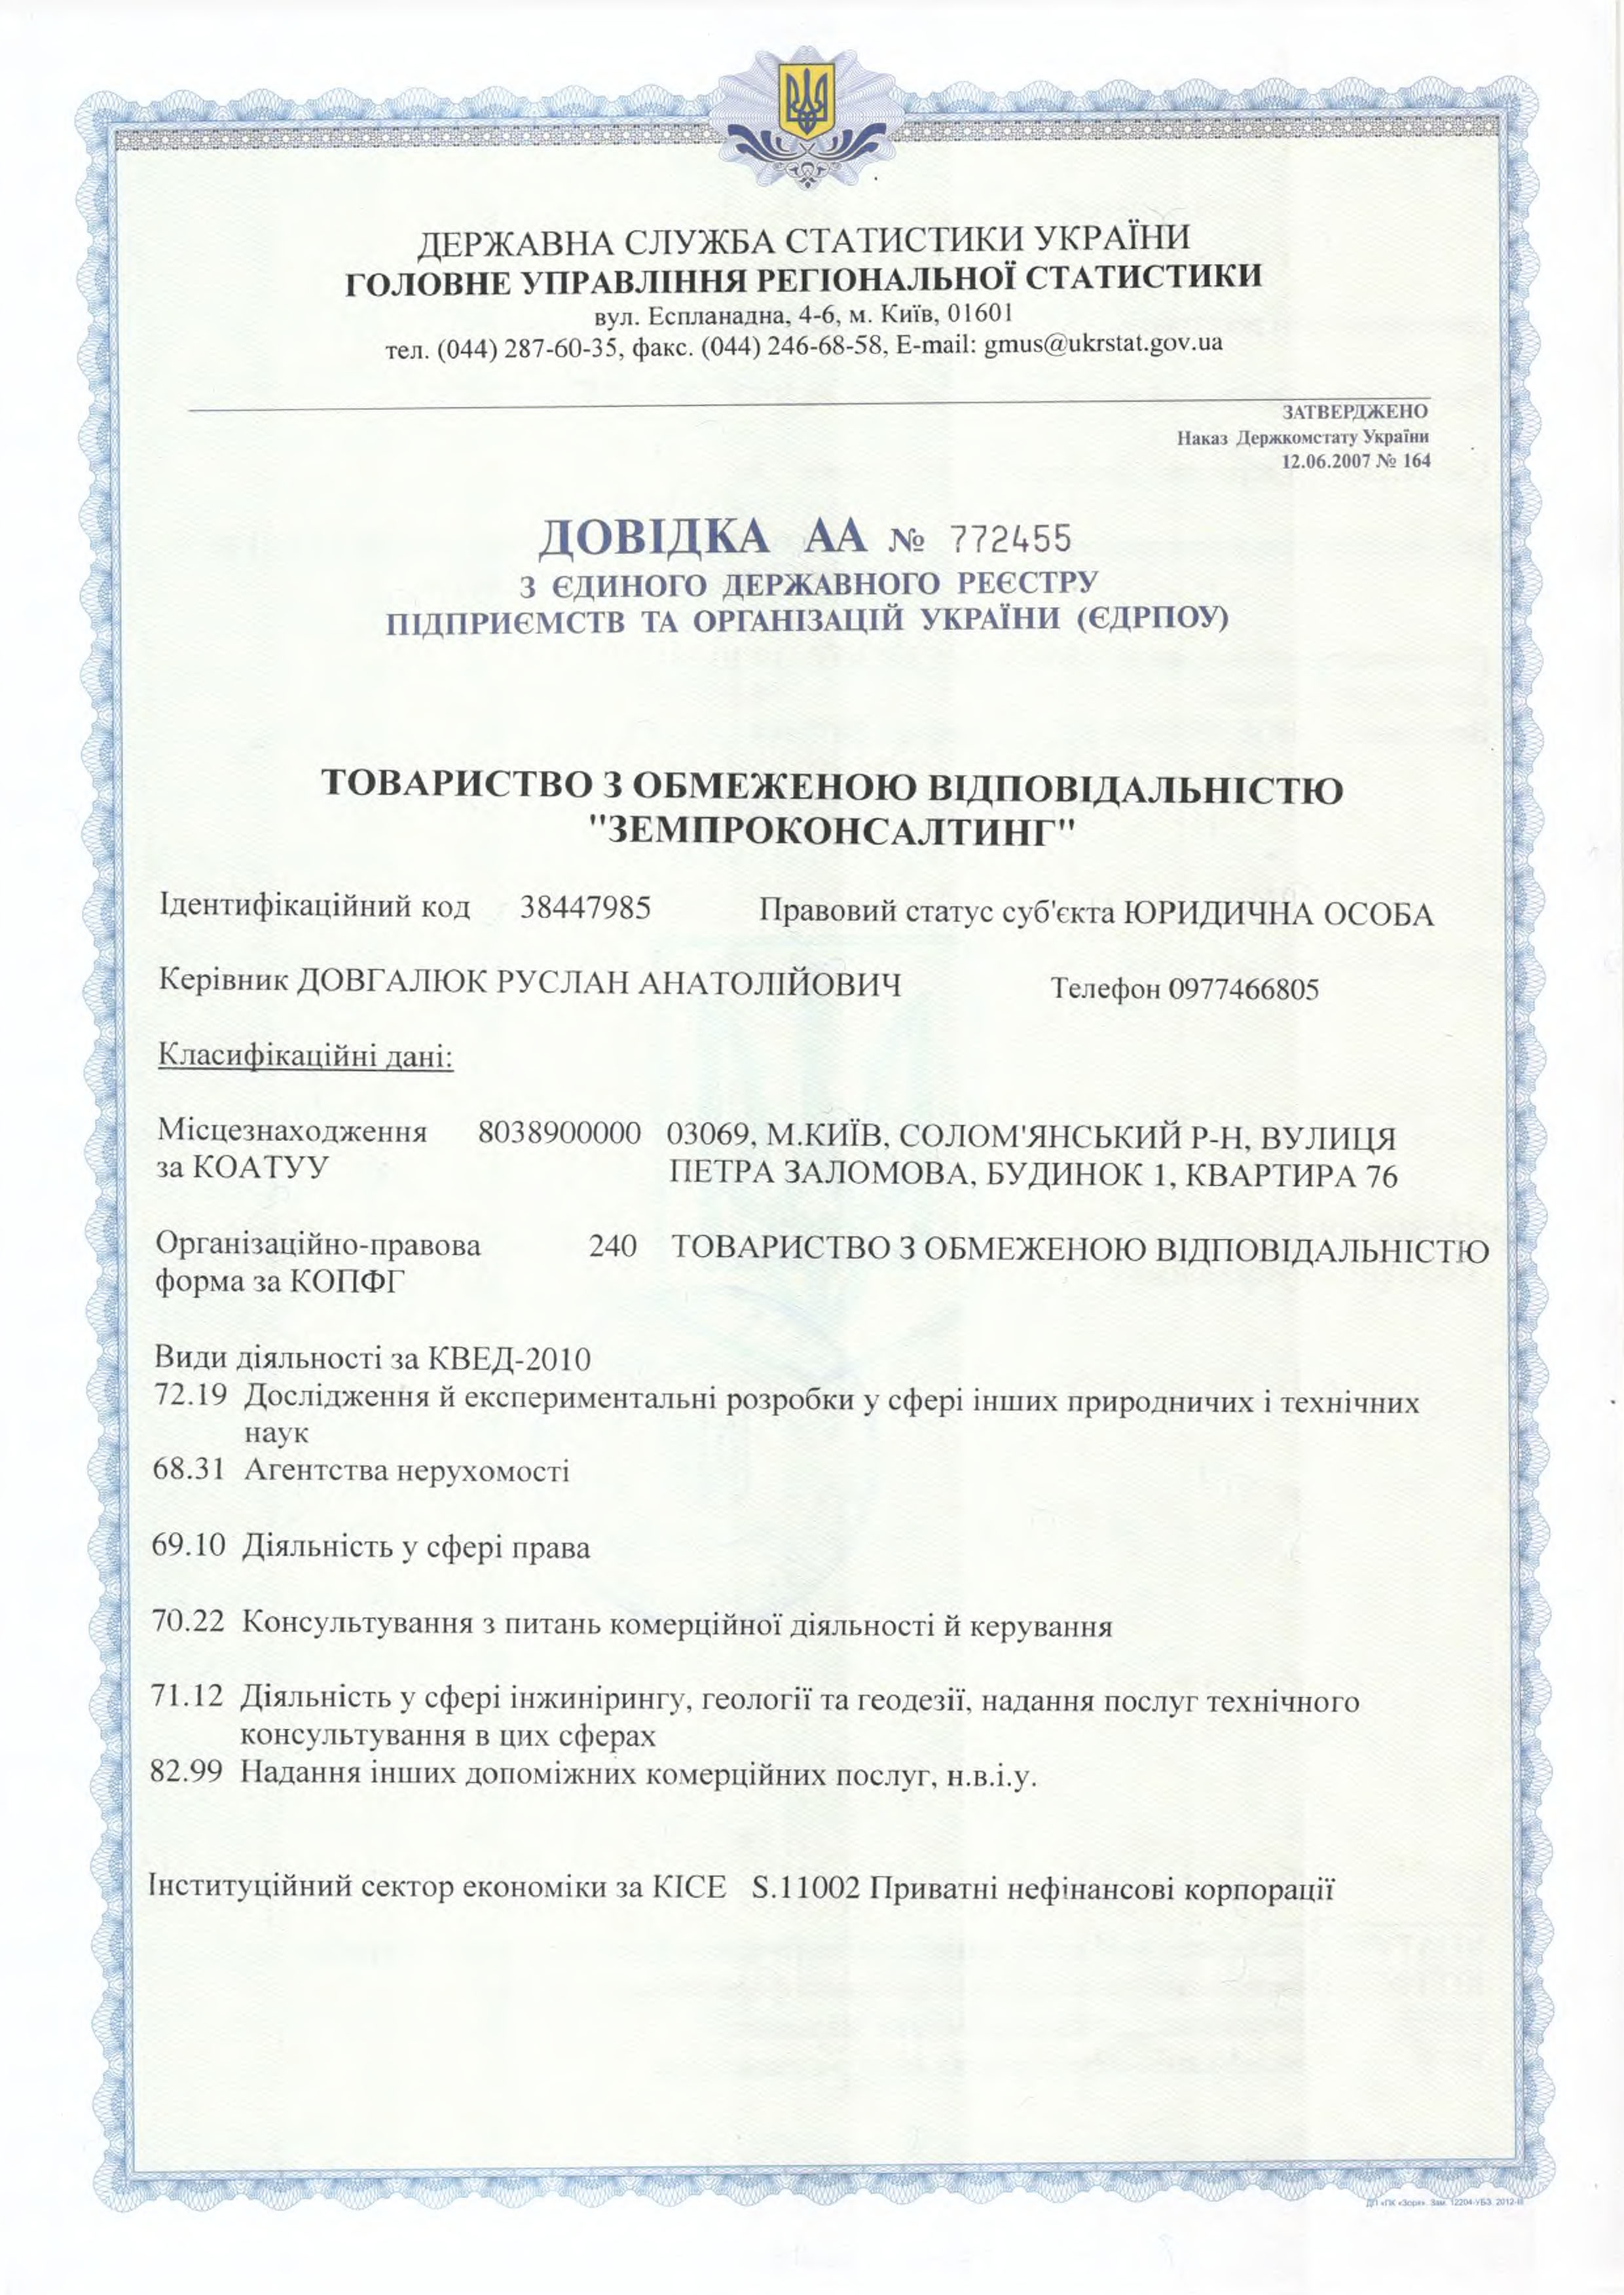 ДЕРЖАВНА СЛУЖБА СТАТИСТИКИ УКРАЇНИ
ГОЛОВНЕ УПРАВЛІННЯ РЕГІОНАЛЬНОЇ СТАТИСТИКИ
вул. Еспланадна, 4-6, м. Київ, 01601
тел. (044) 287-60-35, факс. (044) 246-68-58, E-mail: gmus@ukrstat.gov.ua
ЗАТВЕРДЖЕНО
Наказ Держкомстату України
12.06.2007 № 164
ДОВІДКА АА № 772455
З ЄДИНОГО ДЕРЖАВНОГО РЕЄСТРУ
ПІДПРИЄМСТВ ТА ОРГАНІЗАЦІЙ УКРАЇНИ (ЄДРПОУ)
ТОВАРИСТВО З ОБМЕЖЕНОЮ ВІДПОВІДАЛЬНІСТЮ
"ЗЕМПРОКОНСАЛТИНГ"
Ідентифікаційний код 38447985 Правовий статус суб'єкта ЮРИДИЧНА ОСОБА
Керівник ДОВГАЛЮК РУСЛАН АНАТОЛІЙОВИЧ Телефон 0977466805
Класифікаційні дані:
Місцезнаходження 8038900000 03069, М.КИЇВ, СОЛОМ'ЯНСЬКИЙ Р-Н, ВУЛИЦЯ
за КОАТУУ ПЕТРА ЗАЛОМОВА, БУДИНОК 1, КВАРТИРА 76
Організаційно-правова 240 ТОВАРИСТВО З ОБМЕЖЕНОЮ ВІДПОВІДАЛЬНІСТЮ
форма за КОПФГ
Види діяльності за КВЕД-2010
72.19 Дослідження й експериментальні розробки у сфері інших природничих і технічних
наук
68.31 Агентства нерухомості
69.10 Діяльність у сфері права
70.22 Консультування з питань комерційної діяльності й керування
71.12 Діяльність у сфері інжинірингу, геології та геодезії, надання послуг технічного
консультування в цих сферах
82.99 Надання інших допоміжних комерційних послуг, н.в.і.у.
Інституційний сектор економіки за КІСЕ S.11002 Приватні нефінансові корпорації
ДП «ПК «Зоря». Зам. 12204-УБЗ. 2012-ІІІ